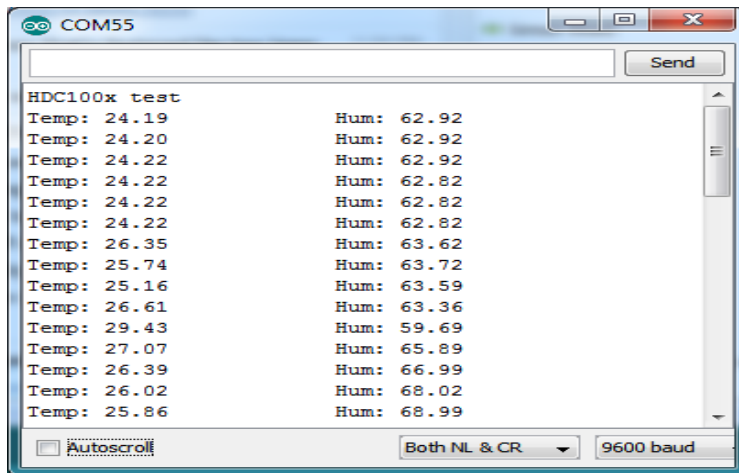 COM55
Send
HDC100x test
Temp: 24.19 Hum: 62.92
Temp: 24.20 Hum: 62.92
Temp: 24.22 Hum: 62.92
Temp: 24.22 Hum: 62.82
Temp: 24.22 Hum: 62.82
Temp: 24.22 Hum: 62.82
Temp: 26.35 Hum: 63.62
Temp: 25.74 Hum: 63.72
Temp: 25.16 Hum: 63.59
Temp: 26.61 Hum: 63.36
Temp: 29.43 Hum: 59.69
Temp: 27.07 Hum: 65.89
Temp: 26.39 Hum: 66.99
Temp: 26.02 Hum: 68.02
Temp: 25.86 Hum: 68.99
Autoscroll Both NL & CR 9600 baud